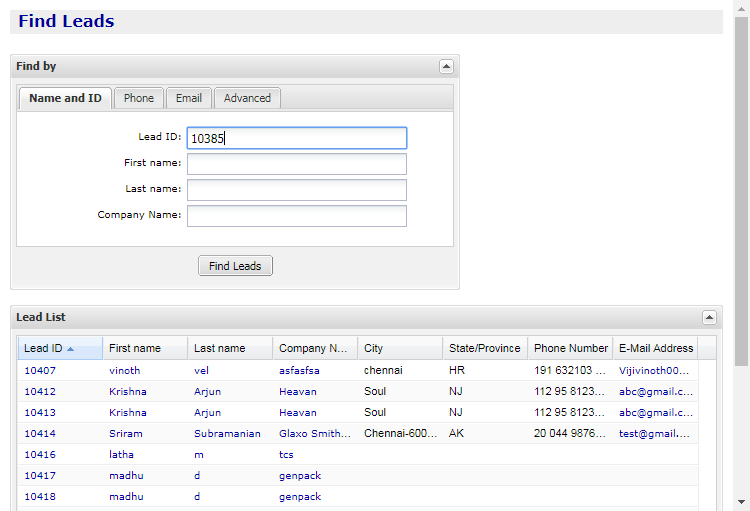 Find Leads
Find by
Name and ID Phone Email Advanced
Lead ID: 10385
First name:
Last name:
Company Name:
Find Leads
Lead List
Lead ID First name Last name Company N... City State/Province Phone Number E-Mail Address
10407 vinoth vel asfasfsa chennai HR 191 632103 ... Vijivinoth00...
10412 Krishna Arjun Heavan Soul NJ 112 95 8123... abc@gmail.c...
10413 Krishna Arjun Heavan Soul NJ 112 95 8123... abc@gmail.c...
10414 Sriram Subramanian Glaxo Smith... Chennai-600... AK 20 044 9876... test@gmail....
10416 latha m tcs
10417 madhu d genpack
10418 madhu d genpack